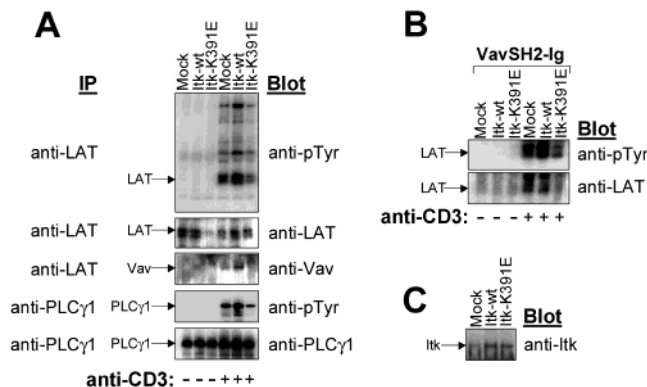 A
Mock
Itk-wt
Itk-K391E
Mock
Itk-wt
Itk-K391E
IP
Blot
anti-LAT
LAT
anti-pTyr
anti-LAT
LAT
anti-LAT
anti-LAT
Vav
anti-Vav
anti-PLCγ1
PLCγ1
anti-pTyr
anti-PLCγ1
PLCγ1
anti-PLCγ1
anti-CD3: - - - + + +
B
VavSH2-Ig
Mock
Itk-wt
Itk-K391E
Mock
Itk-wt
Itk-K391E
Blot
LAT
anti-pTyr
LAT
anti-LAT
anti-CD3: - - - + + +
C
Mock
Itk-wt
Itk-K391E
Blot
Itk
anti-Itk